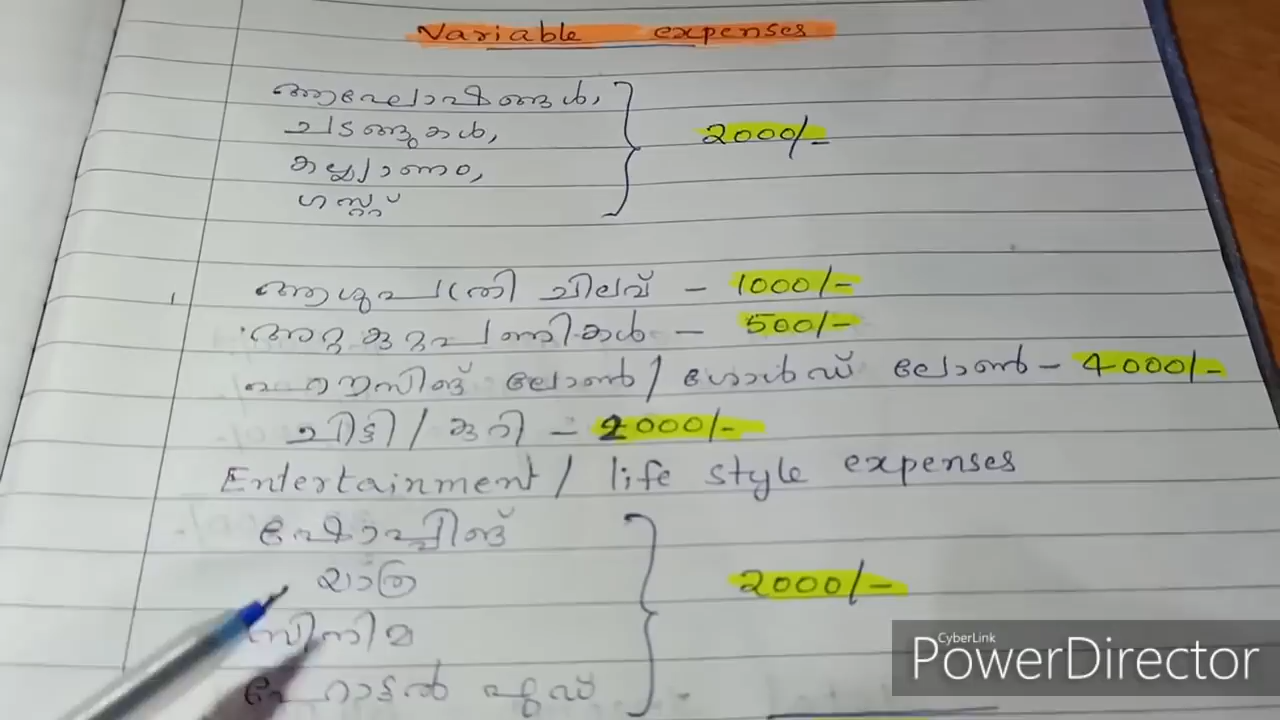 Variable expenses
ആഘോഷങ്ങൾ,
ചടങ്ങുകൾ, 2000/-
കല്ല്യാണം,
ഗസ്റ്റ്
ആശുപത്രി ചിലവ് - 1000/-
അറ്റകുറ്റപണികൾ - 500/-
ഹൗസിങ് ലോൺ / ഗോൾഡ് ലോൺ - 4000/-
ചിട്ടി / കുറി - 2000/-
Entertainment / life style expenses
ഷോപ്പിങ്
യാത്ര 2000/-
സിനിമ
ഹോട്ടൽ ഫുഡ്
CyberLink
PowerDirector